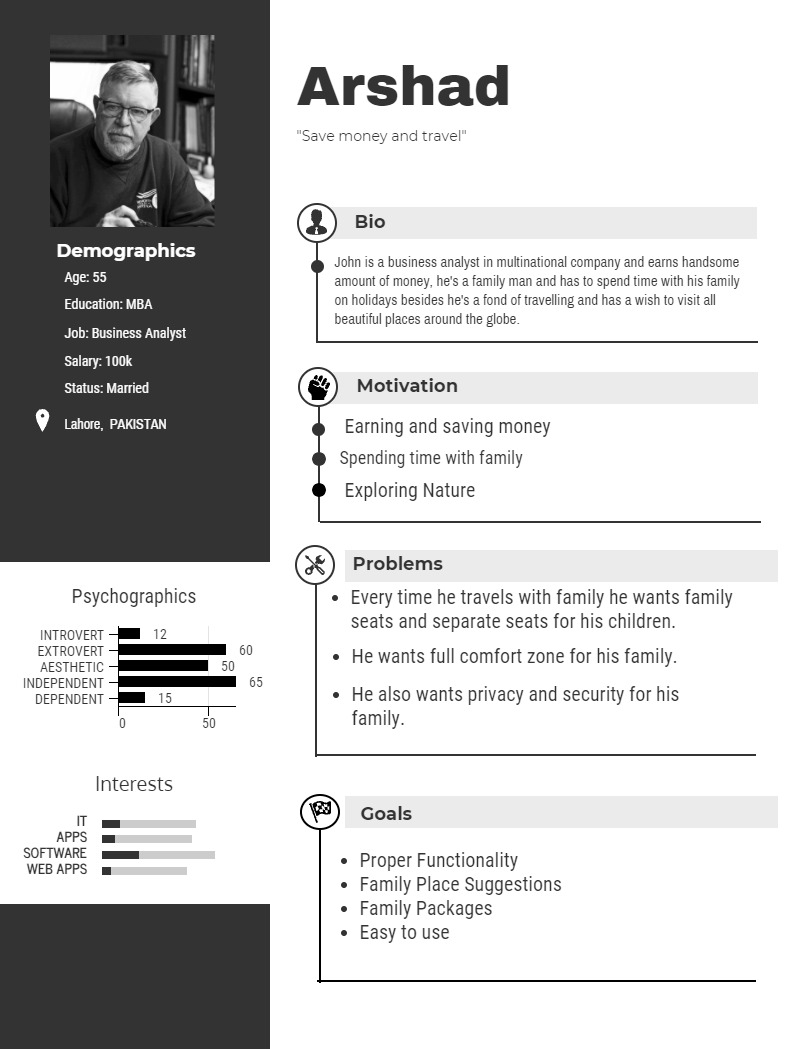 Arshad
"Save money and travel"
Demographics
Age: 55
Education: MBA
Job: Business Analyst
Salary: 100k
Status: Married
Lahore, PAKISTAN
Psychographics
INTROVERT 12
EXTROVERT 60
AESTHETIC 50
INDEPENDENT 65
DEPENDENT 15
0 50
Interests
IT
APPS
SOFTWARE
WEB APPS
Bio
John is a business analyst in multinational company and earns handsome
amount of money, he's a family man and has to spend time with his family
on holidays besides he's a fond of travelling and has a wish to visit all
beautiful places around the globe.
Motivation
Earning and saving money
Spending time with family
Exploring Nature
Problems
• Every time he travels with family he wants family
seats and separate seats for his children.
• He wants full comfort zone for his family.
• He also wants privacy and security for his
family.
Goals
• Proper Functionality
• Family Place Suggestions
• Family Packages
• Easy to use